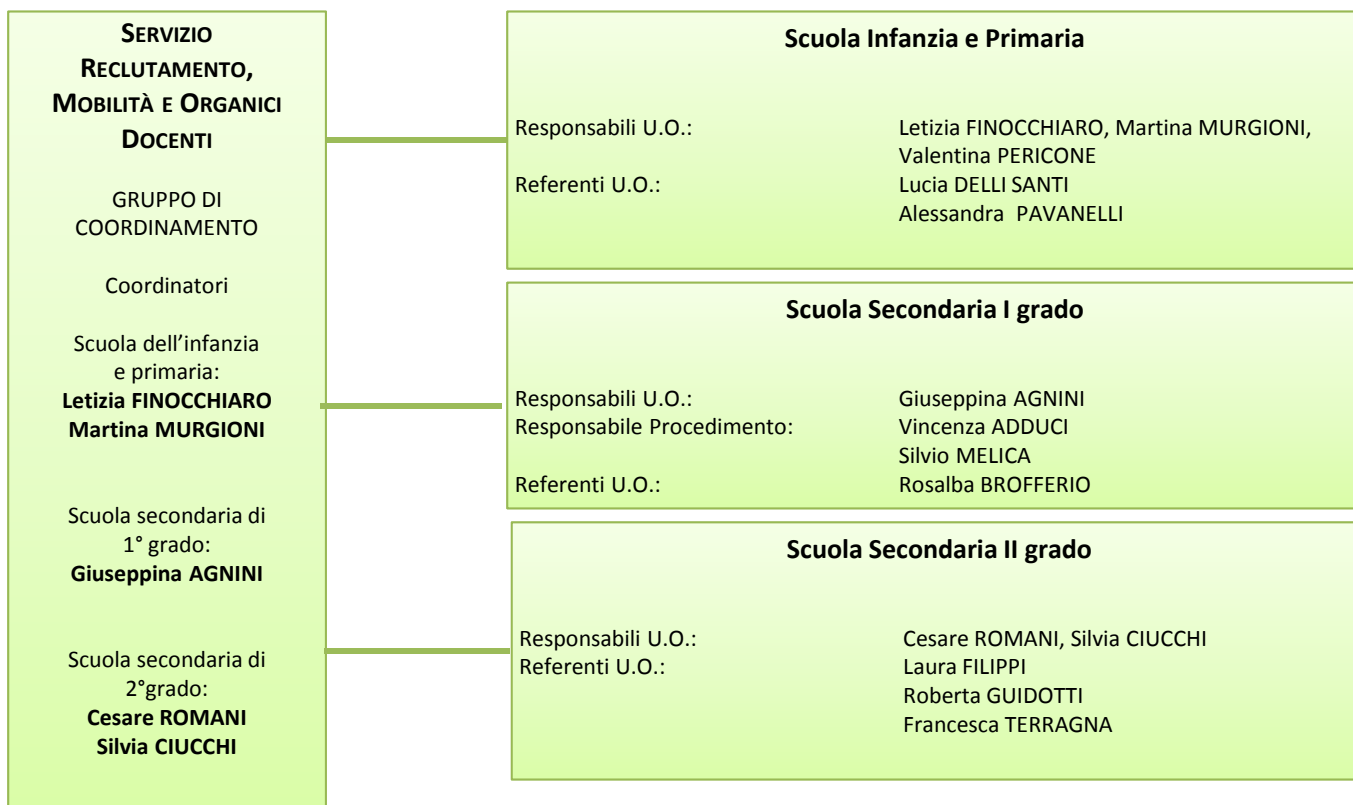 SERVIZIO
RECLUTAMENTO,
MOBILITÀ E ORGANICI
DOCENTI
GRUPPO DI
COORDINAMENTO
Coordinatori
Scuola dell’infanzia
e primaria:
Letizia FINOCCHIARO
Martina MURGIONI
Scuola secondaria di
1° grado:
Giuseppina AGNINI
Scuola secondaria di
2°grado:
Cesare ROMANI
Silvia CIUCCHI
Scuola Infanzia e Primaria
Responsabili U.O.: Letizia FINOCCHIARO, Martina MURGIONI,
Valentina PERICONE
Referenti U.O.: Lucia DELLI SANTI
Alessandra PAVANELLI
Scuola Secondaria I grado
Responsabili U.O.: Giuseppina AGNINI
Responsabile Procedimento: Vincenza ADDUCI
Silvio MELICA
Referenti U.O.: Rosalba BROFFERIO
Scuola Secondaria II grado
Responsabili U.O.: Cesare ROMANI, Silvia CIUCCHI
Referenti U.O.: Laura FILIPPI
Roberta GUIDOTTI
Francesca TERRAGNA